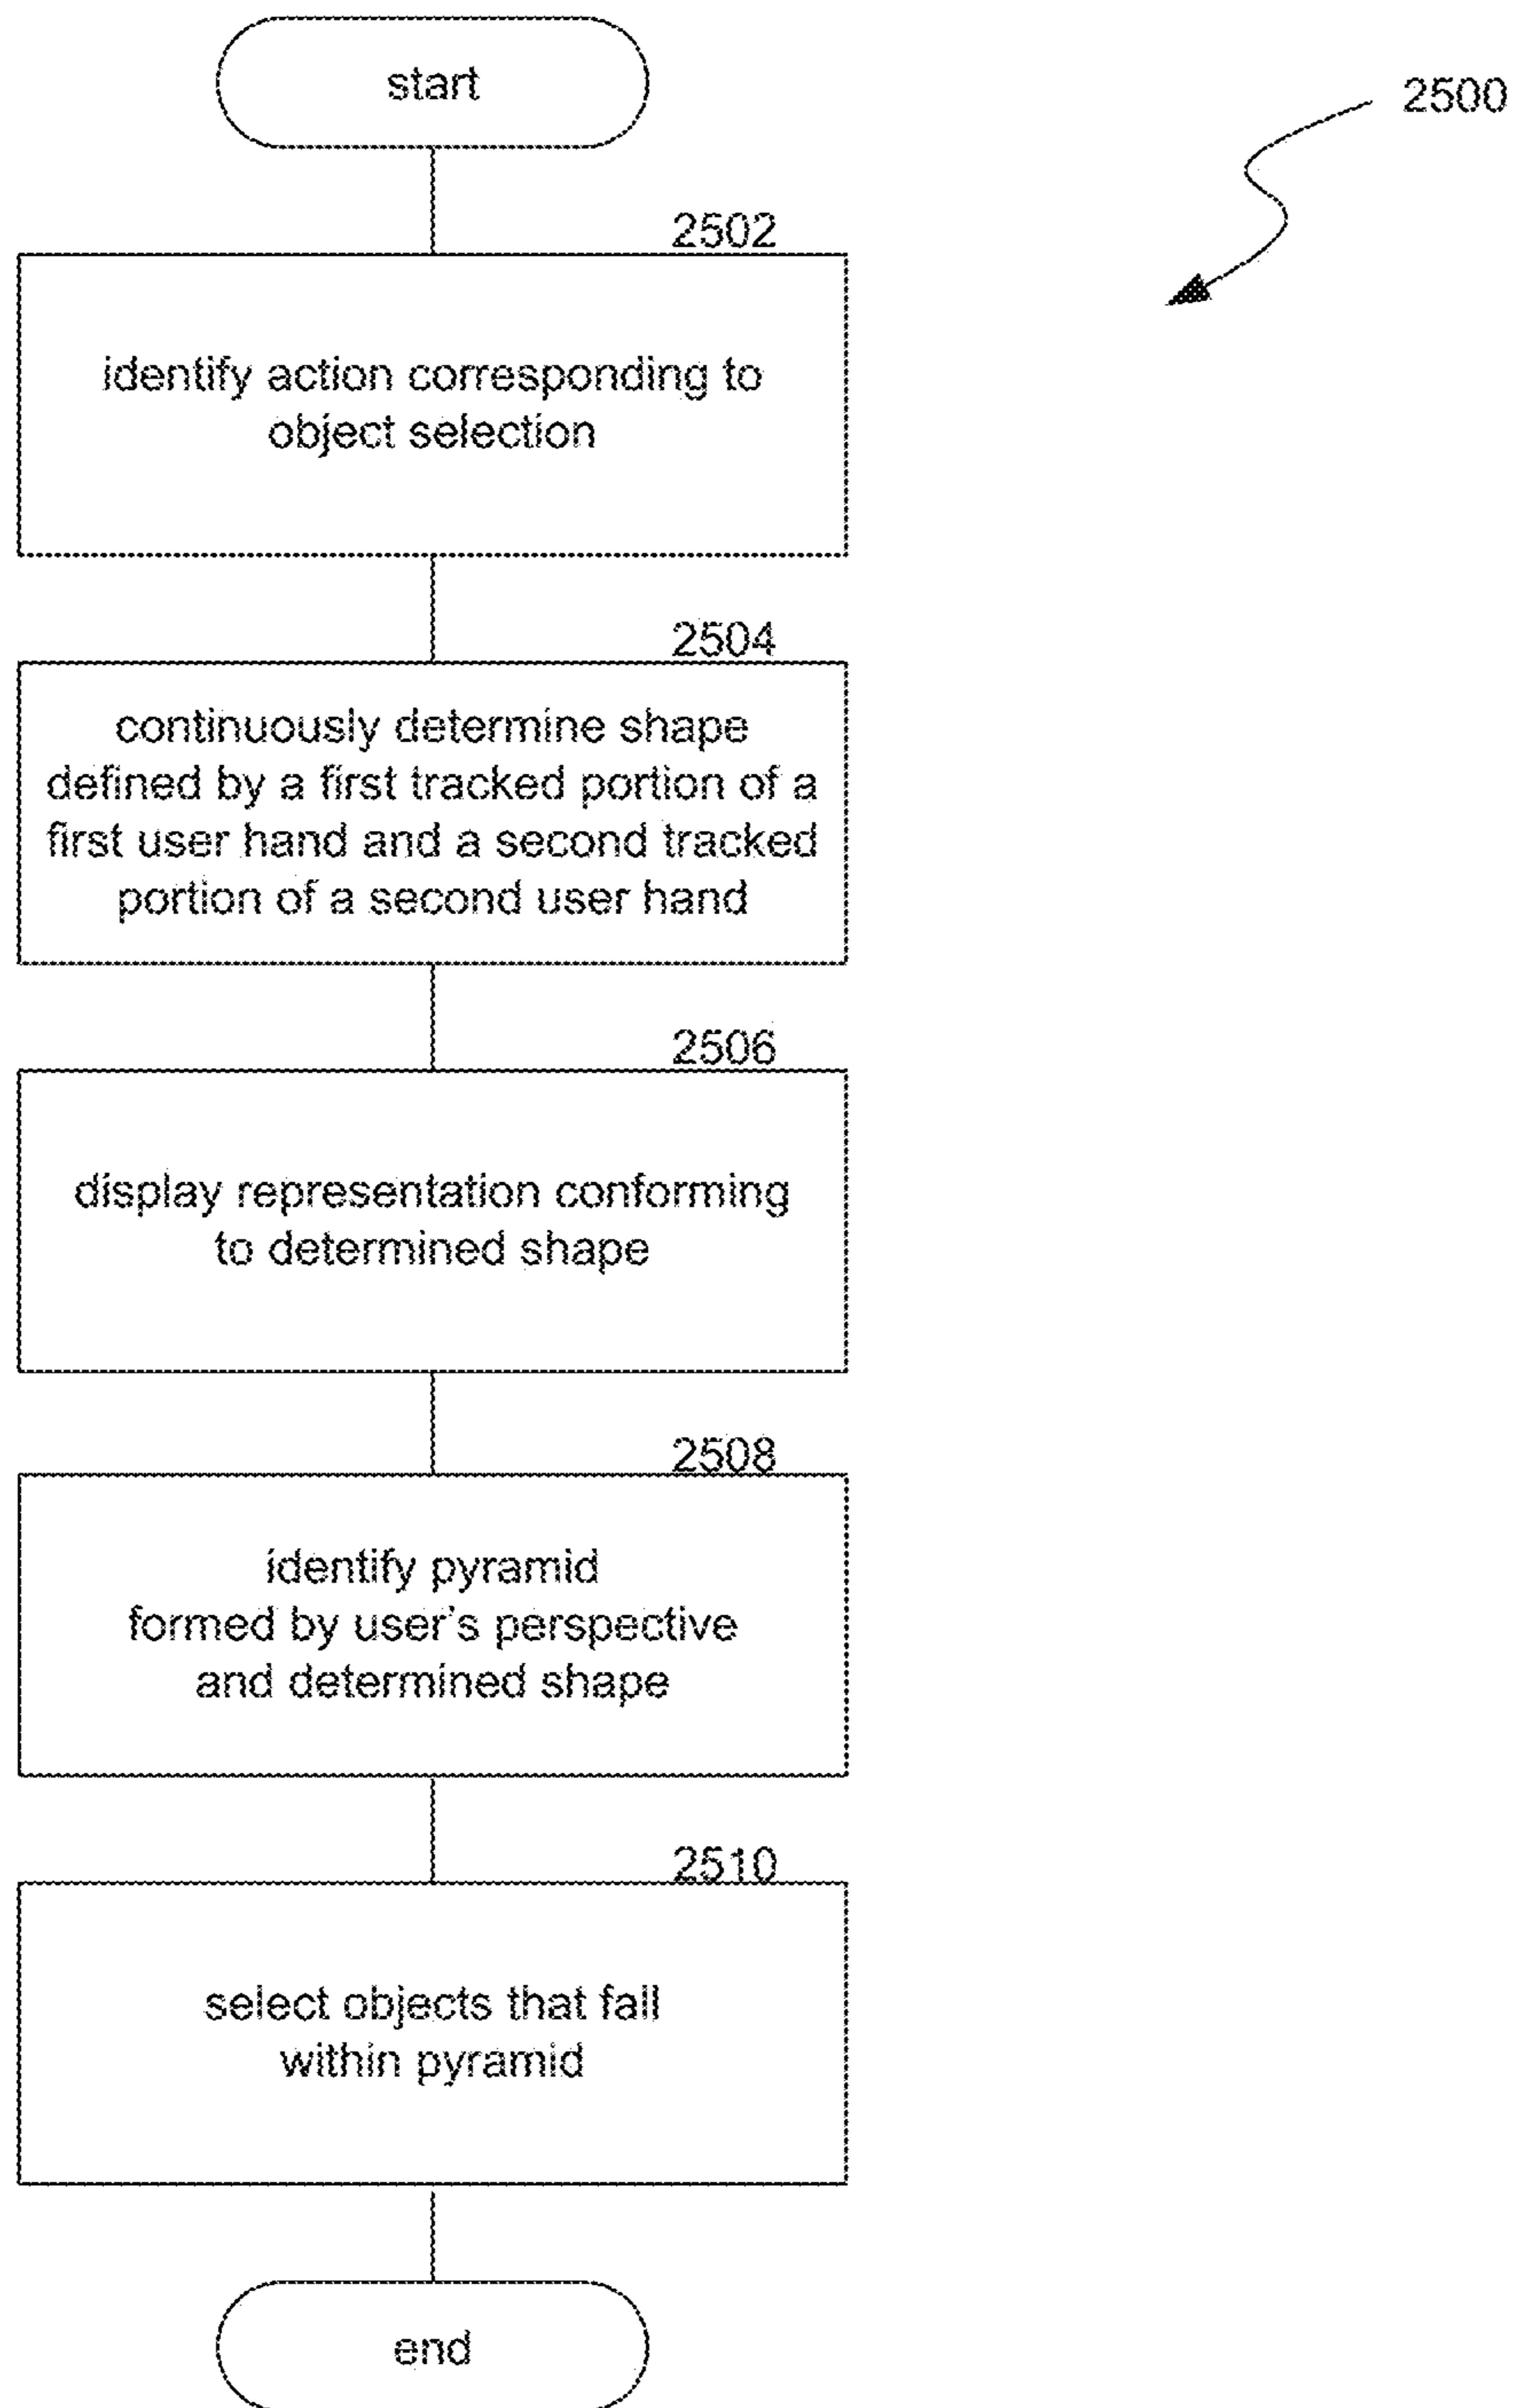 start
2500
2502
identify action corresponding to
object selection
2504
continuously determine shape
defined by a first tracked portion of a
first user hand and a second tracked
portion of a second user hand
2506
display representation conforming
to determined shape
2508
identify pyramid
formed by user's perspective
and determined shape
2510
select objects that fall
within pyramid
end